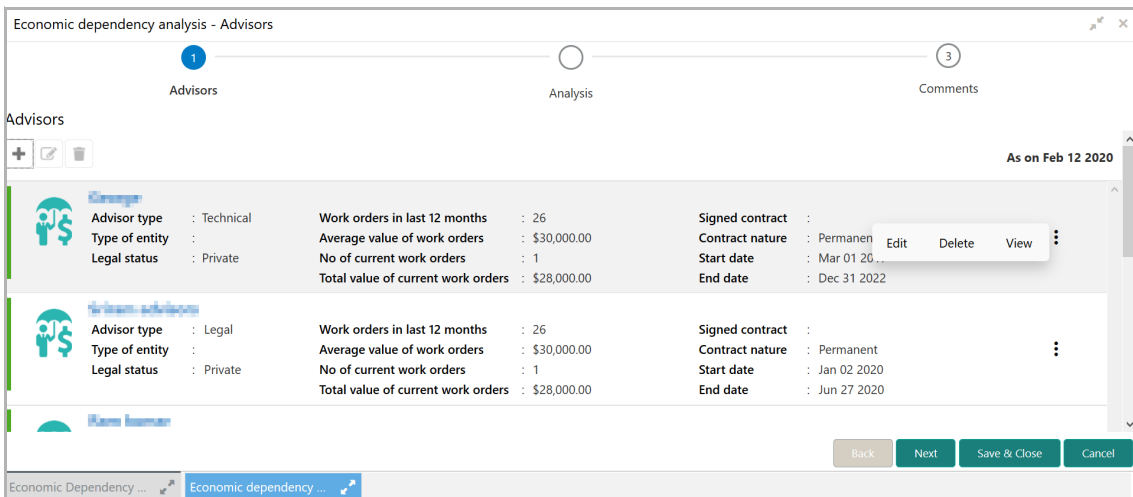 Economic dependency analysis - Advisors
1
3
Advisors
Analysis
Comments
Advisors
As on Feb 12 2020
Advisor type : Technical Work orders in last 12 months : 26 Signed contract :
Type of entity : Average value of work orders : $30,000.00 Contract nature : Permanen Edit Delete View
Legal status : Private No of current work orders : 1 Start date : Mar 01
Total value of current work orders : $28,000.00 End date : Dec 31 2022
Advisor type : Legal Work orders in last 12 months : 26 Signed contract :
Type of entity : Average value of work orders : $30,000.00 Contract nature : Permanent
Legal status : Private No of current work orders : 1 Start date : Jan 02 2020
Total value of current work orders : $28,000.00 End date : Jun 27 2020
Back Next Save & Close Cancel
Economic Dependency ... Economic dependency ...